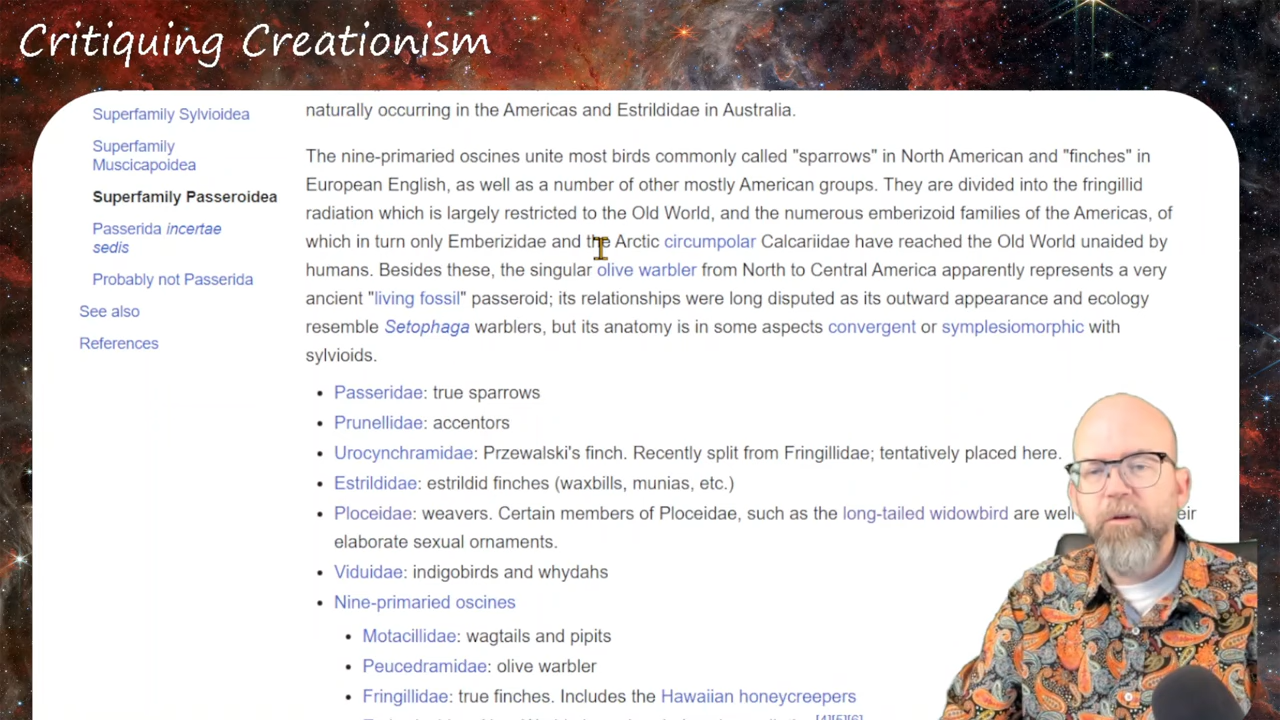 Critiquing Creationism
Superfamily Sylvioidea
Superfamily
Muscicapoidea
Superfamily Passeroidea
Passerida incertae
sedis
Probably not Passerida
See also
References
naturally occurring in the Americas and Estrildidae in Australia.
The nine-primaried oscines unite most birds commonly called "sparrows" in North American and "finches" in
European English, as well as a number of other mostly American groups. They are divided into the fringillid
radiation which is largely restricted to the Old World, and the numerous emberizoid families of the Americas, of
which in turn only Emberizidae and the Arctic circumpolar Calcariidae have reached the Old World unaided by
humans. Besides these, the singular olive warbler from North to Central America apparently represents a very
ancient "living fossil" passeroid; its relationships were long disputed as its outward appearance and ecology
resemble Setophaga warblers, but its anatomy is in some aspects convergent or symplesiomorphic with
sylvioids.
• Passeridae: true sparrows
• Prunellidae: accentors
• Urocynchramidae: Przewalski's finch. Recently split from Fringillidae; tentatively placed here.
• Estrildidae: estrildid finches (waxbills, munias, etc.)
• Ploceidae: weavers. Certain members of Ploceidae, such as the long-tailed widowbird are
elaborate sexual ornaments.
• Viduidae: indigobirds and whydahs
• Nine-primaried oscines
• Motacillidae: wagtails and pipits
• Peucedramidae: olive warbler
• Fringillidae: true finches. Includes the Hawaiian honeycreepers
[4][5][6]